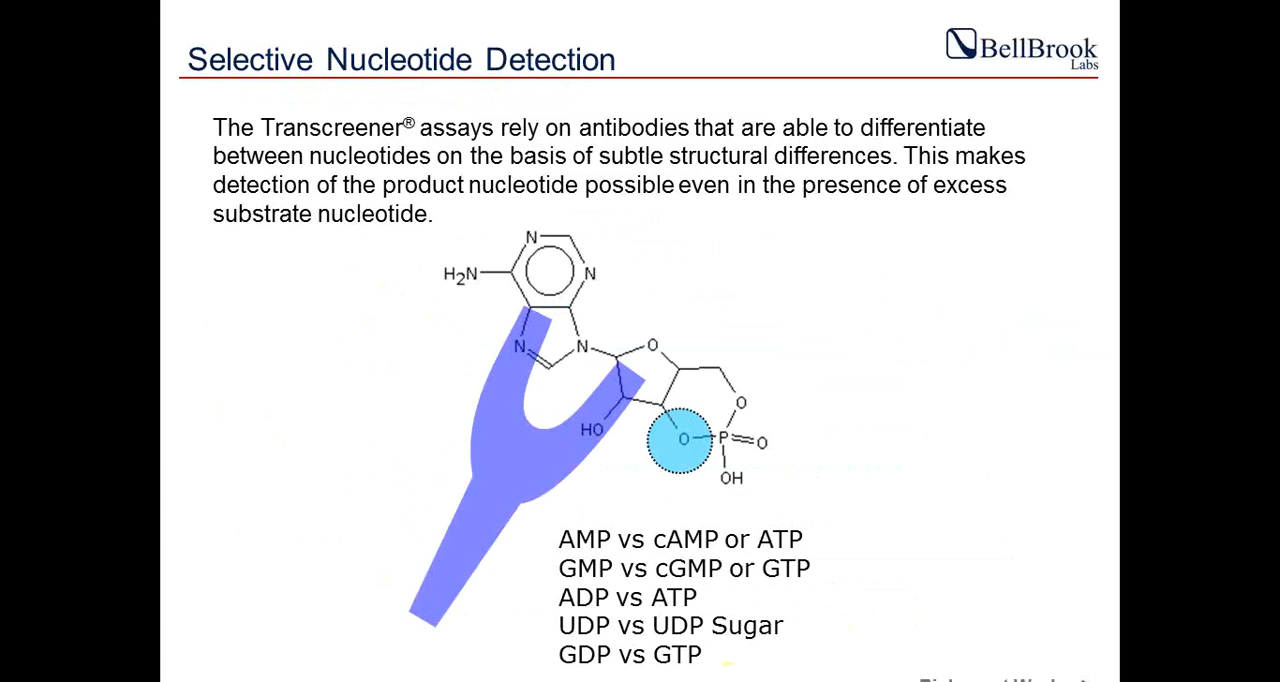 Selective Nucleotide Detection
BellBrook
Labs
The Transcreener® assays rely on antibodies that are able to differentiate
between nucleotides on the basis of subtle structural differences. This makes
detection of the product nucleotide possible even in the presence of excess
substrate nucleotide.
N
H2N
N
N
N
O
O
HO
O
P
O
OH
AMP vs cAMP or ATP
GMP vs cGMP or GTP
ADP vs ATP
UDP vs UDP Sugar
GDP vs GTP